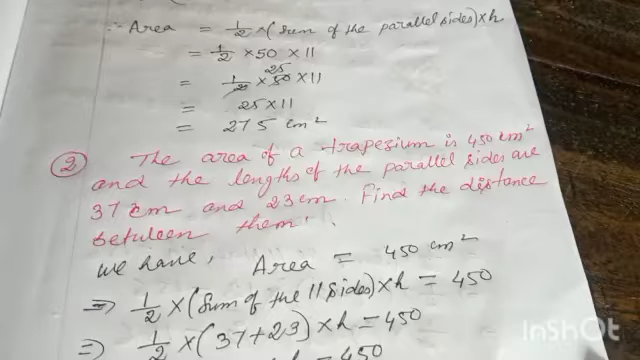 ∴ Area = 1/2 × (Sum of the parallel sides) × h
= 1/2 × 50 × 11
25
= 1/2 × 50 × 11
= 25 × 11
= 275 cm²
② The area of a trapezium is 450 cm²
and the lengths of the parallel sides are
37 cm and 23 cm. Find the distance
between them.
we have, Area = 450 cm²
⇒ 1/2 × (Sum of the 11 sides) × h = 450
⇒ 1/2 × (37+23) × h = 450
h = 450
InShOt